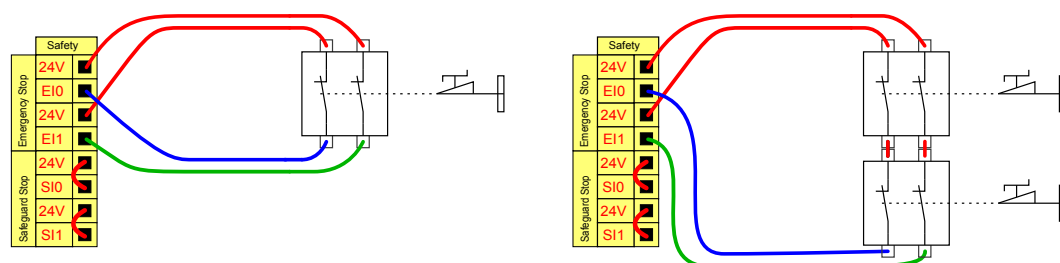 Safety
Emergency Stop
24V
EI0
24V
EI1
Safeguard Stop
24V
SI0
24V
SI1
Safety
Emergency Stop
24V
EI0
24V
EI1
Safeguard Stop
24V
SI0
24V
SI1